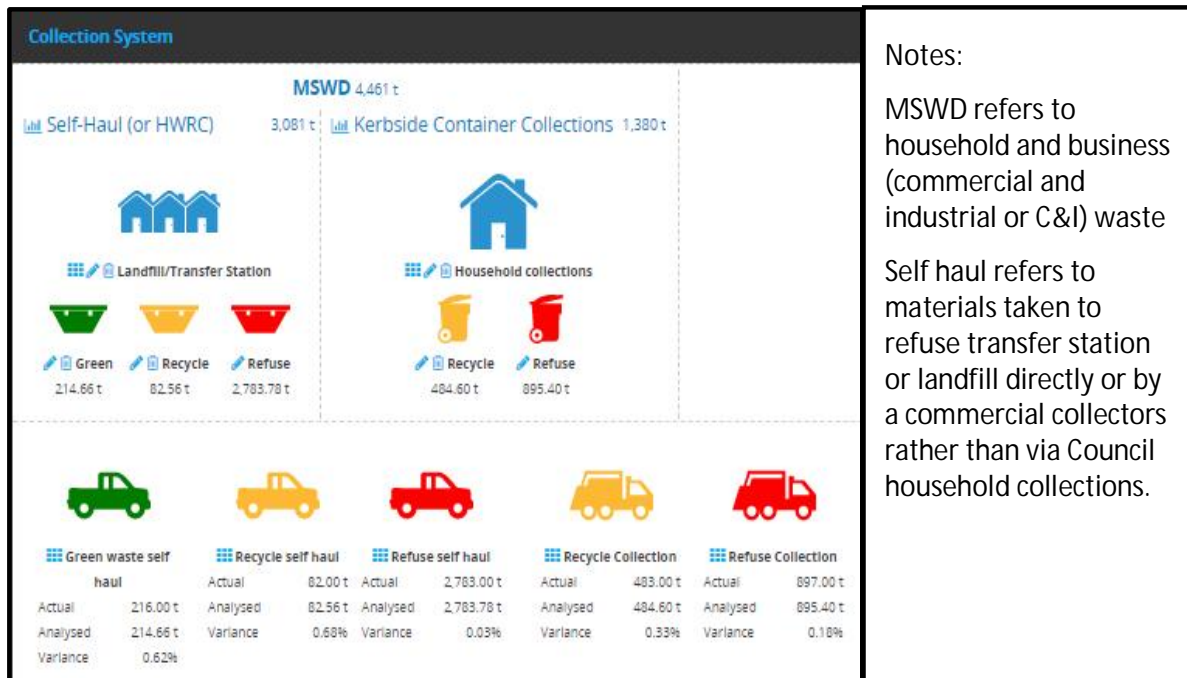 Collection System
MSWD 4,461 t
Self-Haul (or HWRC) 3,081 t
Kerbside Container Collections 1,380 t
Landfill/Transfer Station
Household collections
Green Recycle Refuse
214.66 t 82.56 t 2,783.78 t
Recycle Refuse
484.60 t 895.40 t
Green waste self
haul
Actual 216.00 t
Analysed 214.66 t
Variance 0.62%
Recycle self haul
Actual 82.00 t
Analysed 82.56 t
Variance 0.68%
Refuse self haul
Actual 2,783.00 t
Analysed 2,783.78 t
Variance 0.03%
Recycle Collection
Actual 483.00 t
Analysed 484.60 t
Variance 0.33%
Refuse Collection
Actual 897.00 t
Analysed 895.40 t
Variance 0.18%
Notes:
MSWD refers to
household and business
(commercial and
industrial or C&I) waste
Self haul refers to
materials taken to
refuse transfer station
or landfill directly or by
a commercial collectors
rather than via Council
household collections.